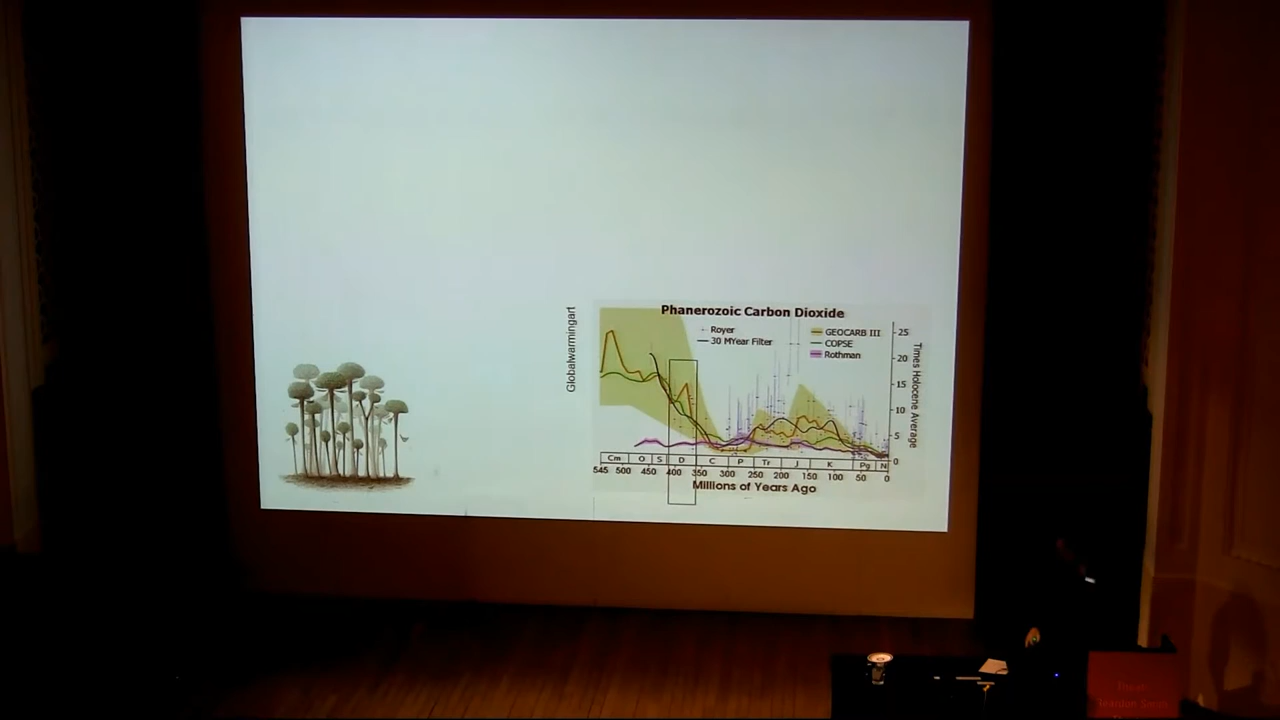 Phanerozoic Carbon Dioxide
Globalwarmingart
Royer
30 MYear Filter
GEOCARB III
COPSE
Rothman
25
20
15
10
5
0
Times Holocene Average
Cm O S D C P Tr J K Pg N
545 500 450 400 350 300 250 200 150 100 50 0
Millions of Years Ago